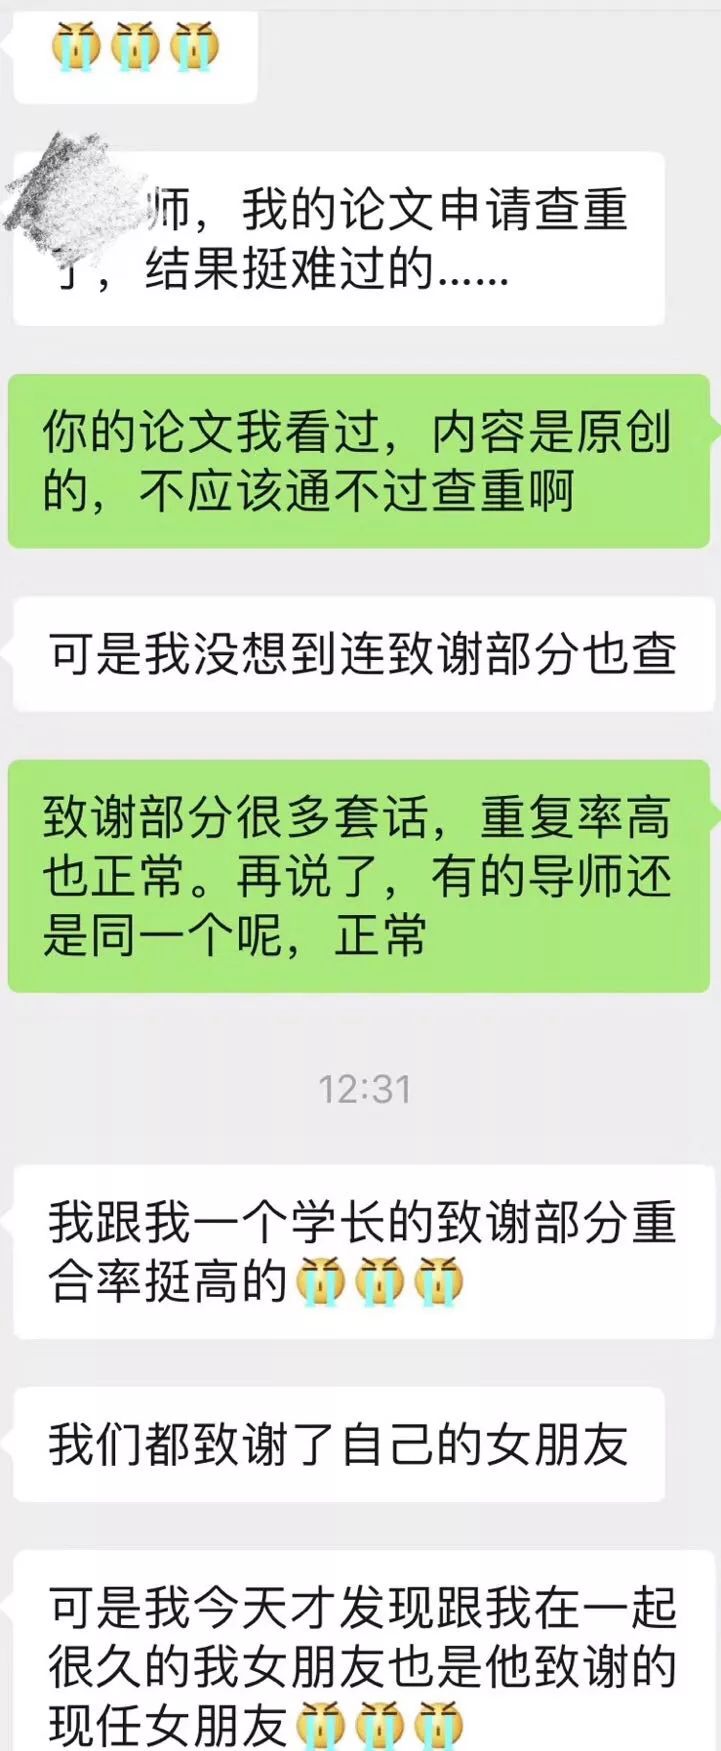 师，我的论文申请查重
了，结果挺难过的……
你的论文我看过，内容是原创
的，不应该通不过查重啊
可是我没想到连致谢部分也查
致谢部分很多套话，重复率高
也正常。再说了，有的导师还
是同一个呢，正常
12:31
我跟我一个学长的致谢部分重
合率挺高的😭😭😭
我们都致谢了自己的女朋友
可是我今天才发现跟我在一起
很久的我女朋友也是他致谢的
现任女朋友😭😭😭